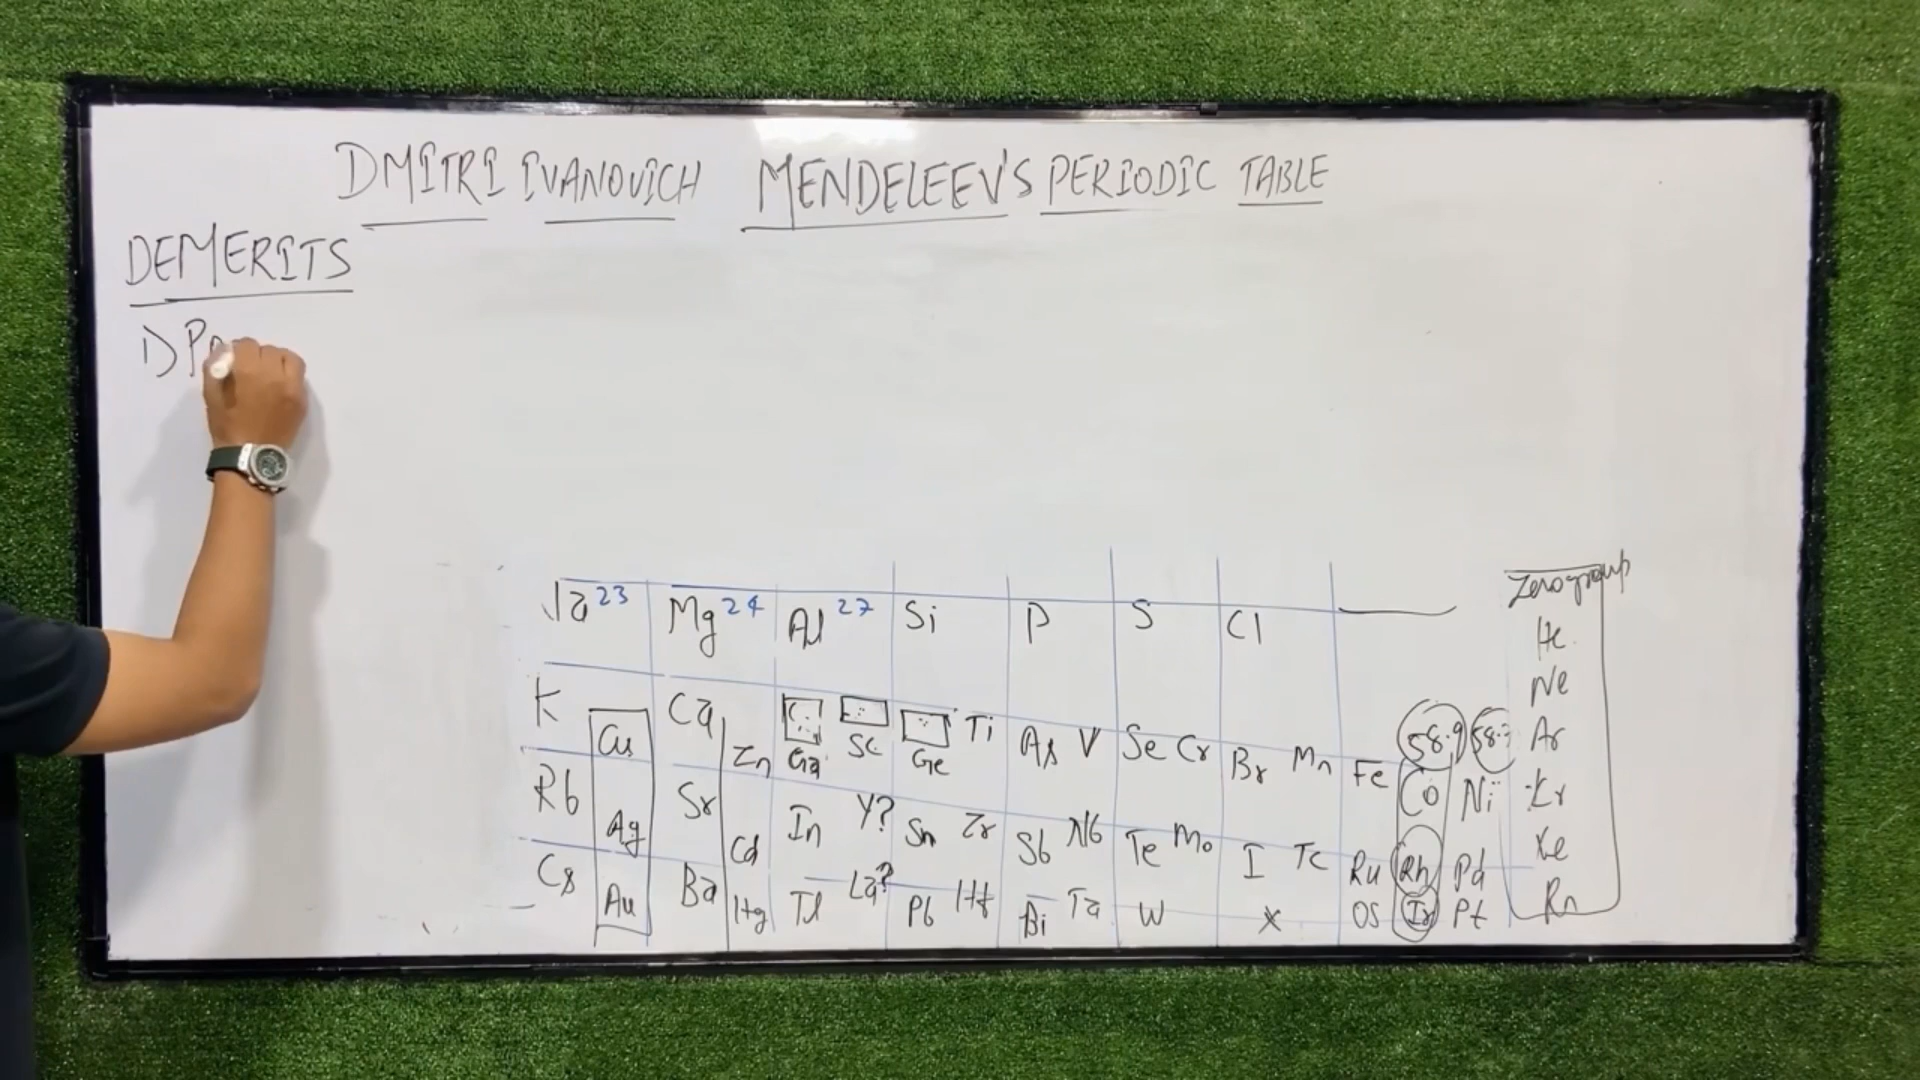 DMITRI IVANOVICH MENDELEEV'S PERIODIC TABLE
DEMERITS
1) P
Zero group
23 Mg 24 Al 27 Si P S Cl He
Ne
K Ca Ti 58.9 Ar
Cu Zn Ga Sc Ge As V Se Cr Br Mn Fe
Rb Sr In Y? Sn Zr Sb Nb Te Mo Co Ni Kr
Ag Cd I Tc Ru Rh Pd Xe
Cs Ba Tl La? Pb Hf Bi Ta W X Os Ir Pt Rn
Au Hg